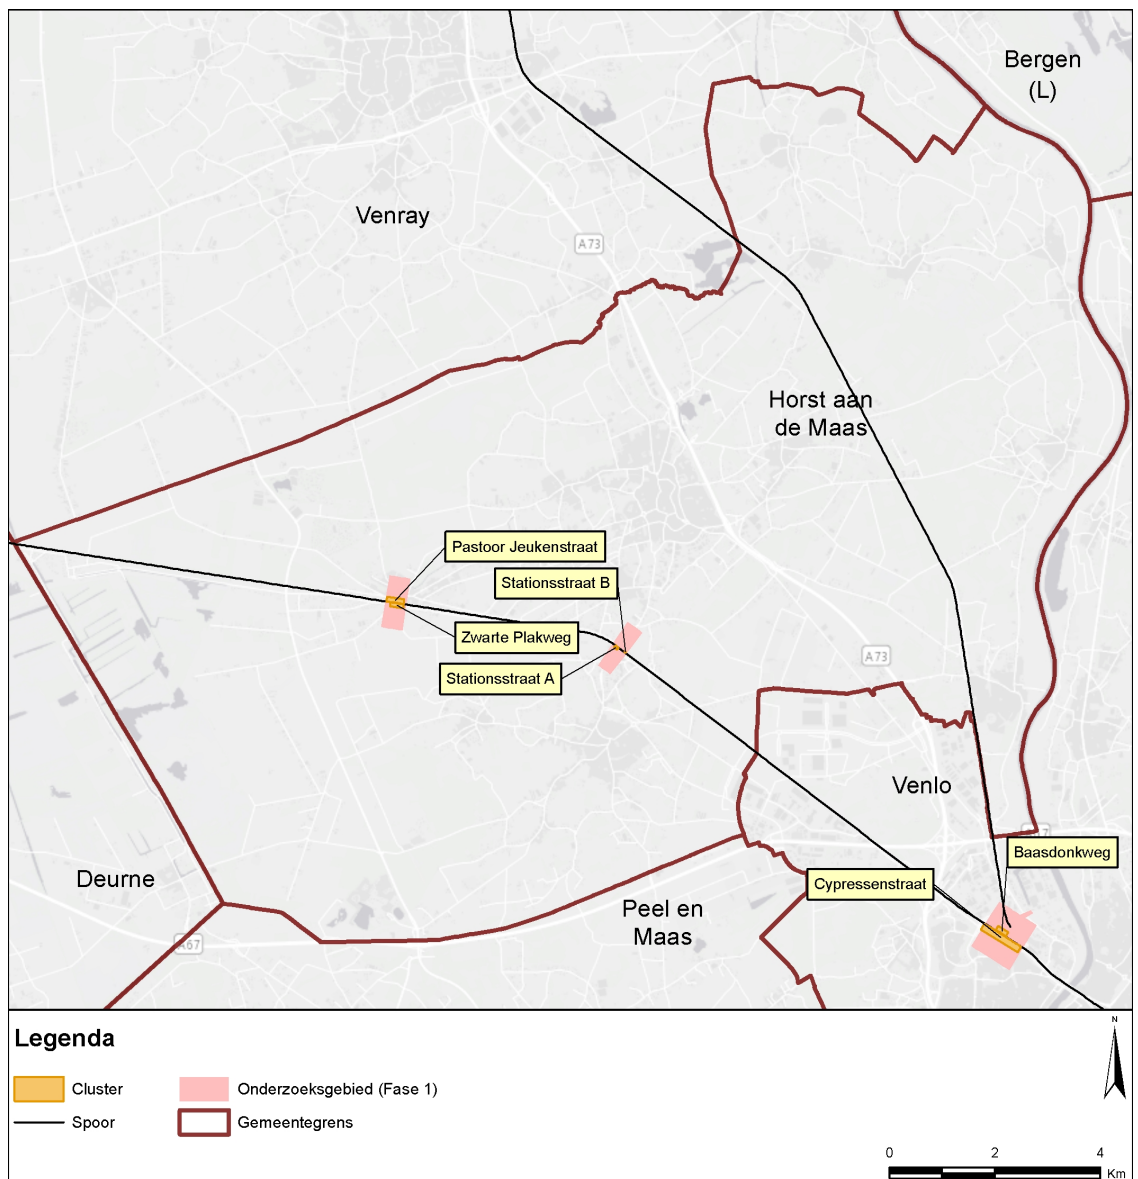 Bergen
(L)
Venray
A73
Horst aan
de Maas
Pastoor Jeukenstraat
Stationsstraat B
Zwarte Plakweg
Stationsstraat A
A73
Venlo
Baasdonkweg
Cypressenstraat
Deurne
Peel en
Maas
A67
Legenda
Cluster
Onderzoeksgebied (Fase 1)
Spoor
Gemeentegrens
N
0 2 4
Km